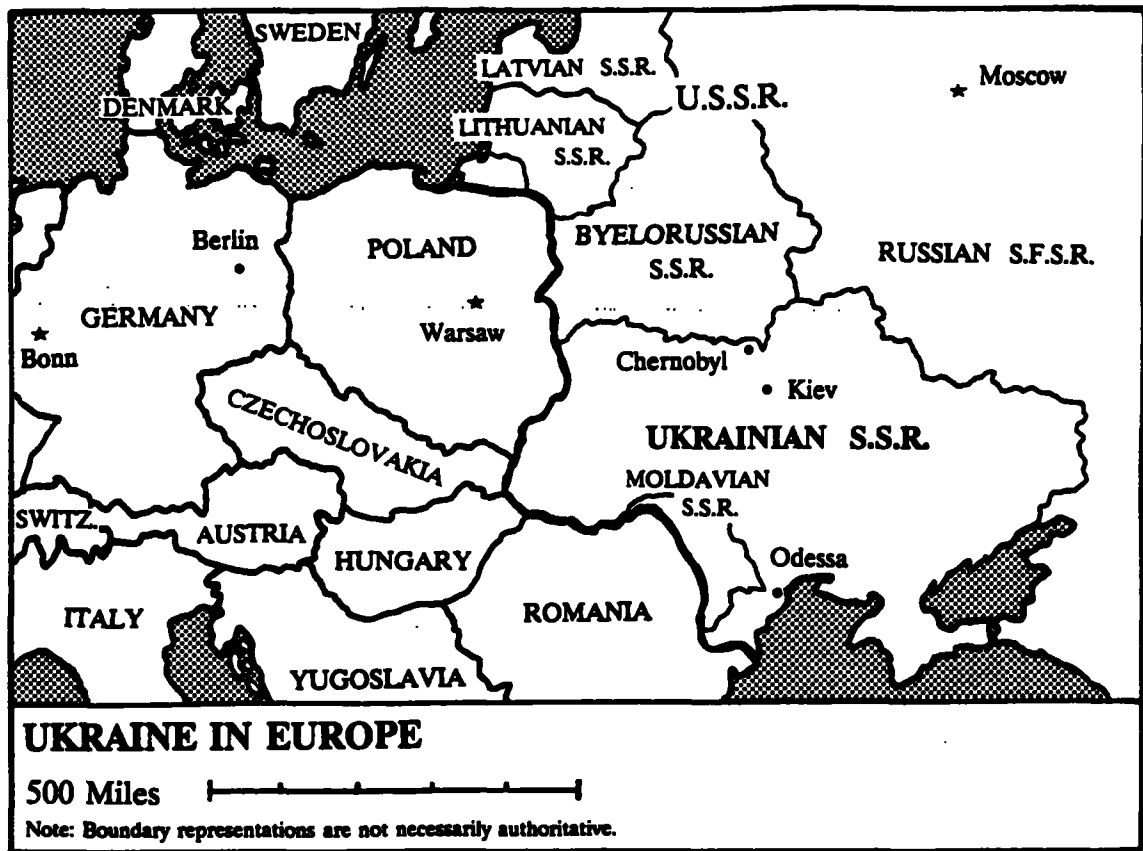 SWEDEN
LATVIAN S.S.R.
Moscow
U.S.S.R.
DENMARK
LITHUANIAN
S.S.R.
Berlin
POLAND
BYELORUSSIAN
S.S.R.
RUSSIAN S.F.S.R.
GERMANY
Warsaw
Bonn
Chernobyl
Kiev
CZECHOSLOVAKIA
UKRAINIAN S.S.R.
MOLDAVIAN
S.S.R.
SWITZ.
AUSTRIA
HUNGARY
Odessa
ITALY
ROMANIA
YUGOSLAVIA
UKRAINE IN EUROPE
500 Miles
Note: Boundary representations are not necessarily authoritative.